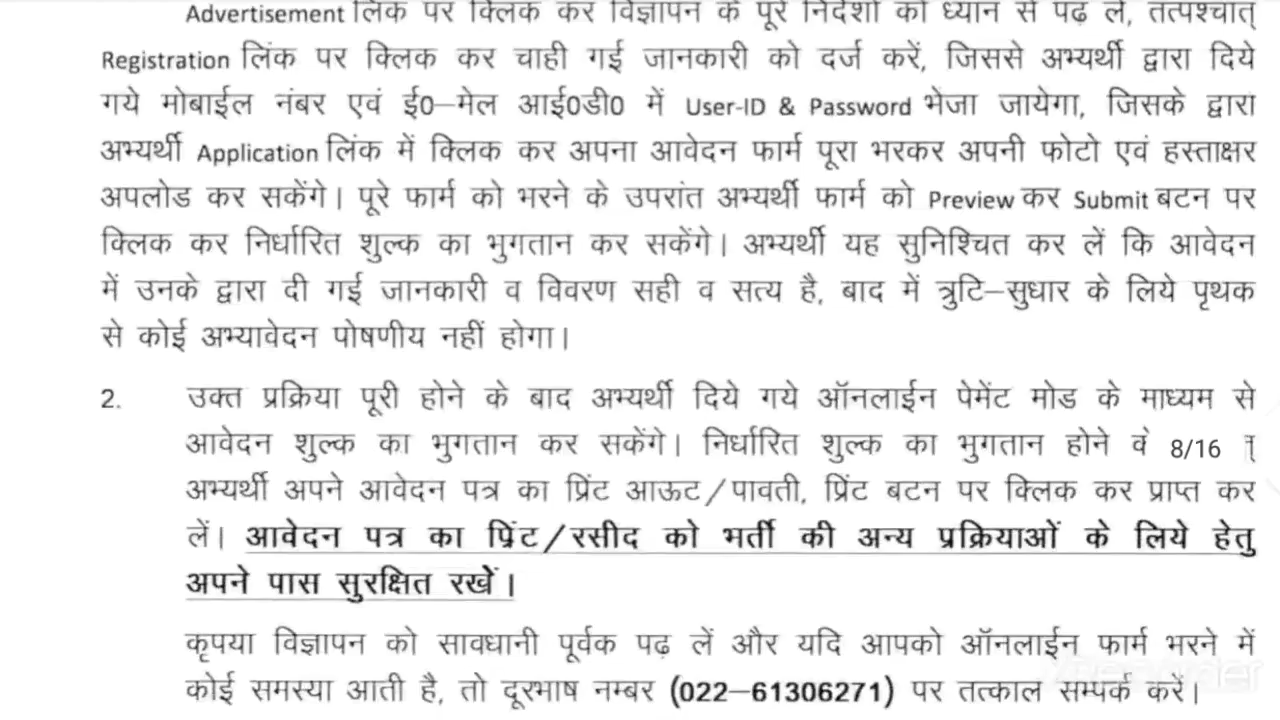 Advertisement लिंक पर क्लिक कर विज्ञापन के पूरे निर्देशों को ध्यान से पढ़ लें, तत्पश्चात्
Registration लिंक पर क्लिक कर चाही गई जानकारी को दर्ज करें, जिससे अभ्यर्थी द्वारा दिये
गये मोबाईल नंबर एवं ई0–मेल आई0डी0 में User-ID & Password भेजा जायेगा, जिसके द्वारा
अभ्यर्थी Application लिंक में क्लिक कर अपना आवेदन फार्म पूरा भरकर अपनी फोटो एवं हस्ताक्षर
अपलोड कर सकेंगे। पूरे फार्म को भरने के उपरांत अभ्यर्थी फार्म को Preview कर Submit बटन पर
क्लिक कर निर्धारित शुल्क का भुगतान कर सकेंगे। अभ्यर्थी यह सुनिश्चित कर लें कि आवेदन
में उनके द्वारा दी गई जानकारी व विवरण सही व सत्य है, बाद में त्रुटि–सुधार के लिये पृथक
से कोई अभ्यावेदन पोषणीय नहीं होगा।
2. उक्त प्रक्रिया पूरी होने के बाद अभ्यर्थी दिये गये ऑनलाईन पेमेंट मोड के माध्यम से
आवेदन शुल्क का भुगतान कर सकेंगे। निर्धारित शुल्क का भुगतान होने 8/16
अभ्यर्थी अपने आवेदन पत्र का प्रिंट आऊट/पावती, प्रिंट बटन पर क्लिक कर प्राप्त कर
लें। आवेदन पत्र का प्रिंट/रसीद को भर्ती की अन्य प्रक्रियाओं के लिये हेतु
अपने पास सुरक्षित रखें।
कृपया विज्ञापन को सावधानी पूर्वक पढ़ लें और यदि आपको ऑनलाईन फार्म भरने में
कोई समस्या आती है, तो दूरभाष नम्बर (022–61306271) पर तत्काल सम्पर्क करें।